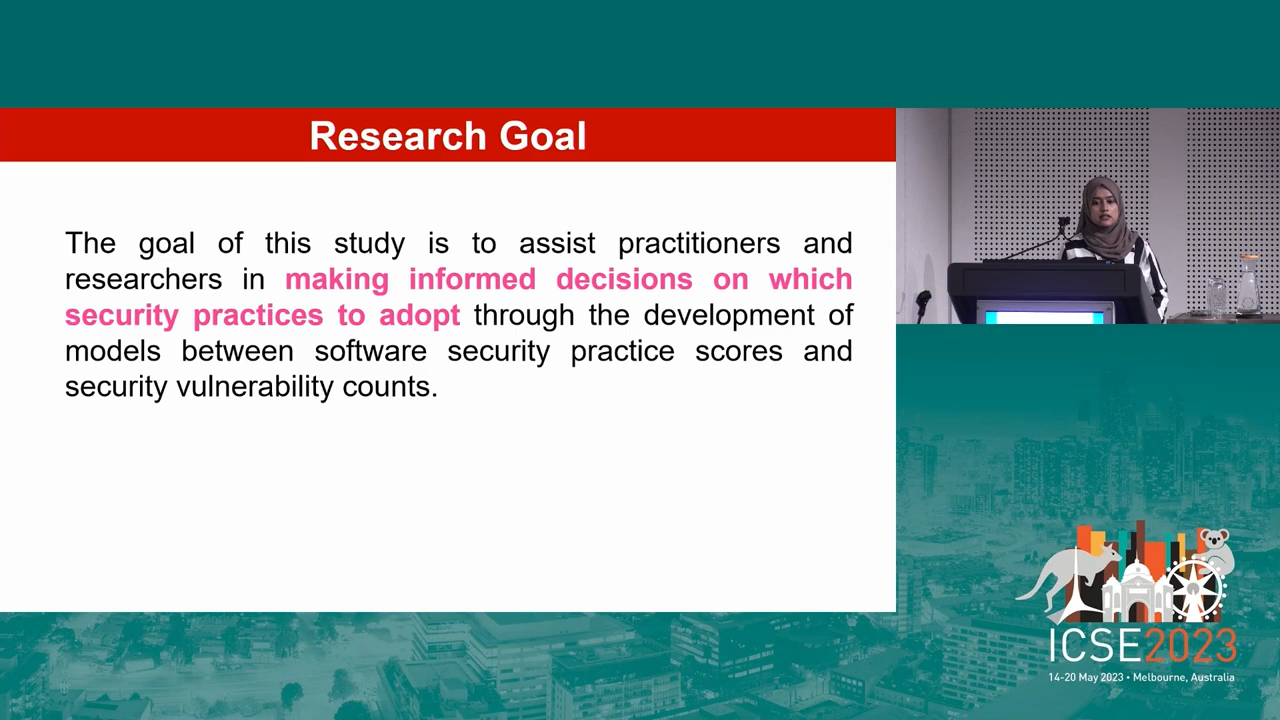 Research Goal
The goal of this study is to assist practitioners and
researchers in making informed decisions on which
security practices to adopt through the development of
models between software security practice scores and
security vulnerability counts.
ICSE2023
14-20 May 2023 • Melbourne, Australia